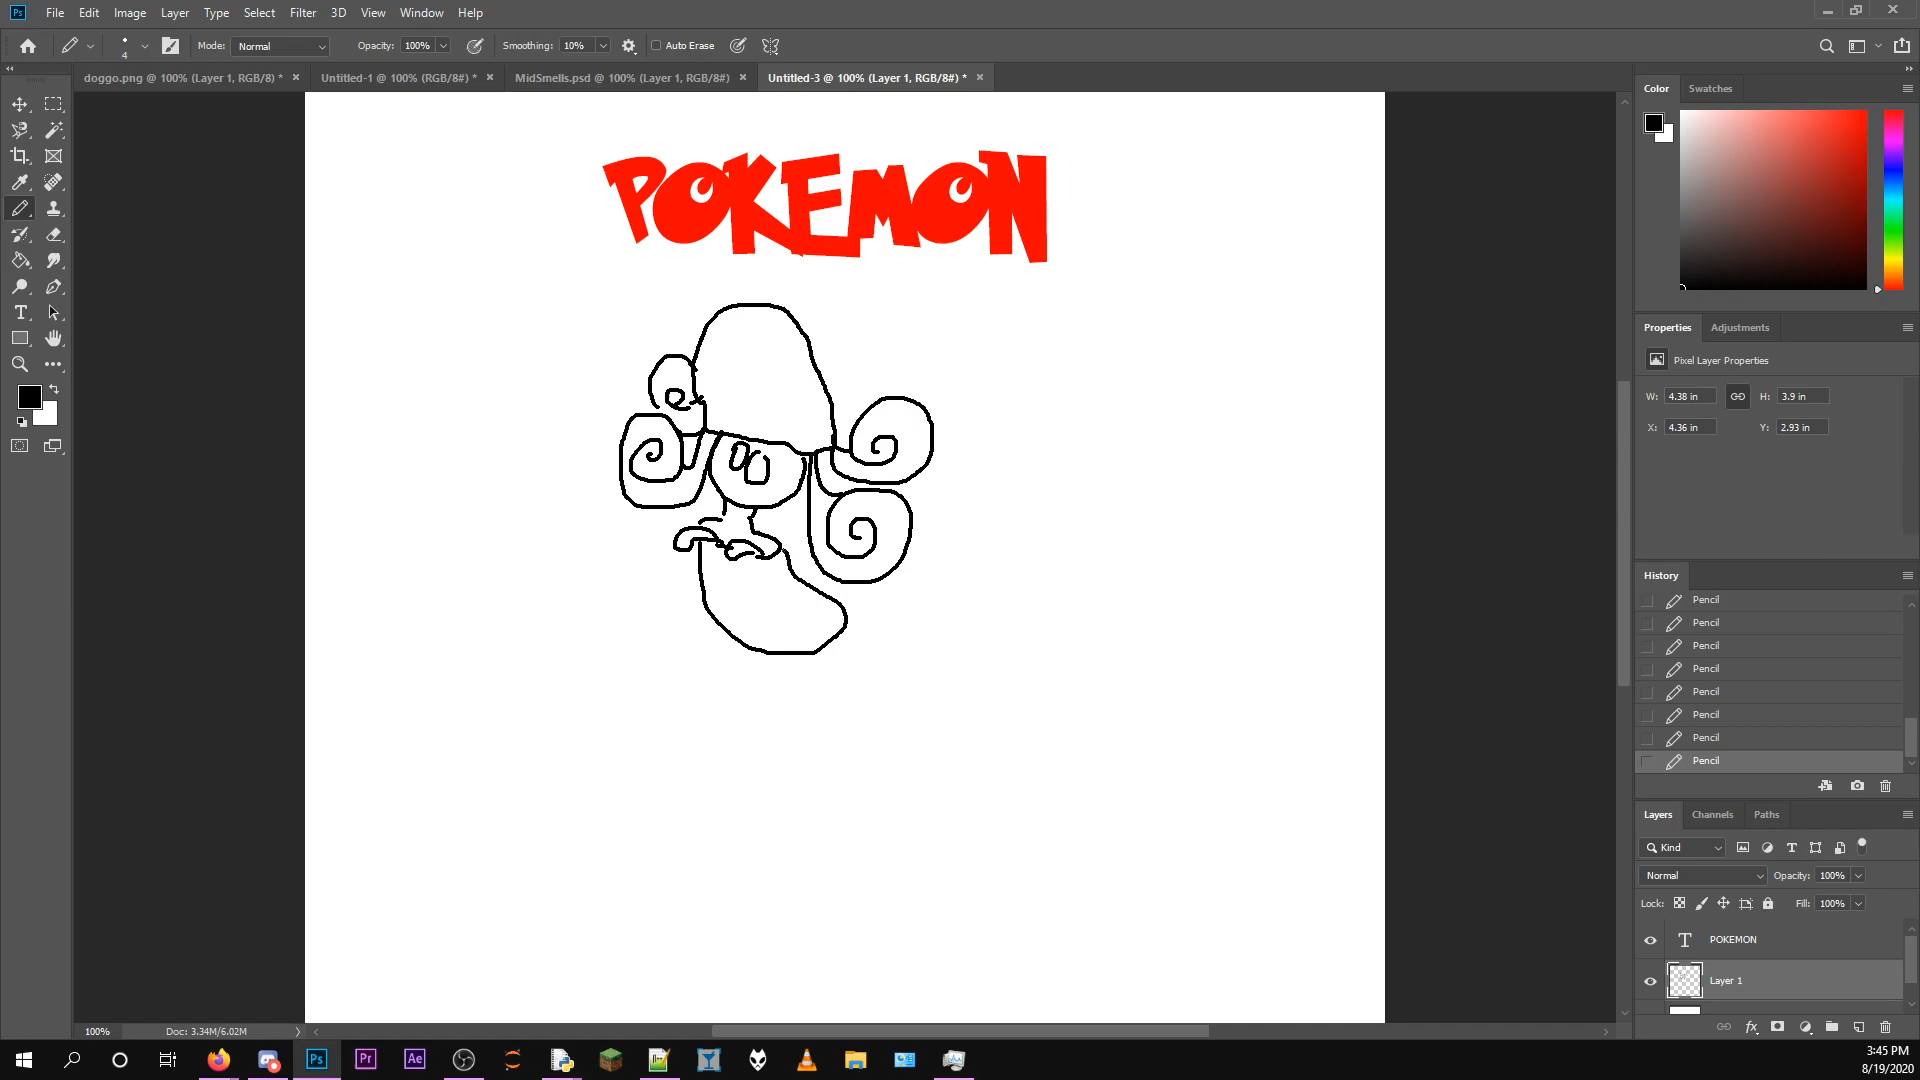 Ps File Edit Image Layer Type Select Filter 3D View Window Help
4 Mode: Normal Opacity: 100% Smoothing: 10% Auto Erase
doggo.png @ 100% (Layer 1, RGB/8) * Untitled-1 @ 100% (RGB/8#) * MidSmells.psd @ 100% (Layer 1, RGB/8#) Untitled-3 @ 100% (Layer 1, RGB/8#) *
POKEMON
Color Swatches
Properties Adjustments
Pixel Layer Properties
W: 4.38 in H: 3.9 in
X: 4.36 in Y: 2.93 in
History
Pencil
Pencil
Pencil
Pencil
Pencil
Pencil
Pencil
Pencil
Layers Channels Paths
Kind
Normal Opacity: 100%
Lock: Fill: 100%
POKEMON
Layer 1
100% Doc: 3.34M/6.02M
Ps Pr Ae
3:45 PM
8/19/2020